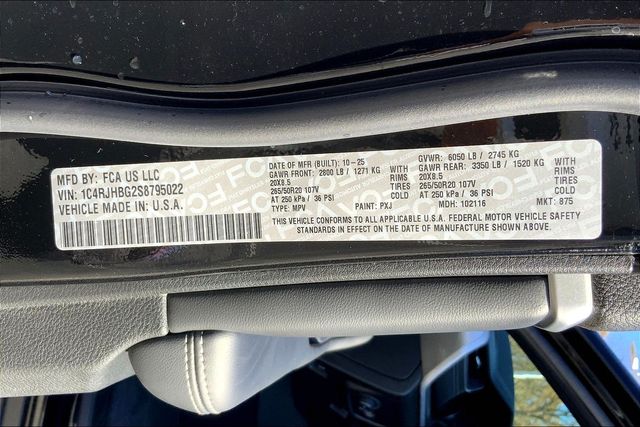 MFD BY: FCA US LLC
VIN: 1C4RJHBG2S8795022
VEHICLE MADE IN: U.S.A.
DATE OF MFR (BUILT): 10-25
GAWR FRONT: 2800 LB / 1271 KG WITH
20X8.5 RIMS
265/50R20 107V TIRES
AT 250 kPa / 36 PSI
TYPE: MPV PAINT: PXJ
GVWR: 6050 LB / 2745 KG
GAWR REAR: 3350 LB / 1520 KG WITH
20X8.5 RIMS
265/50R20 107V TIRES
AT 250 kPa / 36 PSI
MDH: 102116 MKT: 875
THIS VEHICLE CONFORMS TO ALL APPLICABLE U.S.A. FEDERAL MOTOR VEHICLE SAFETY
STANDARDS IN EFFECT ON THE DATE OF MANUFACTURE SHOWN ABOVE.